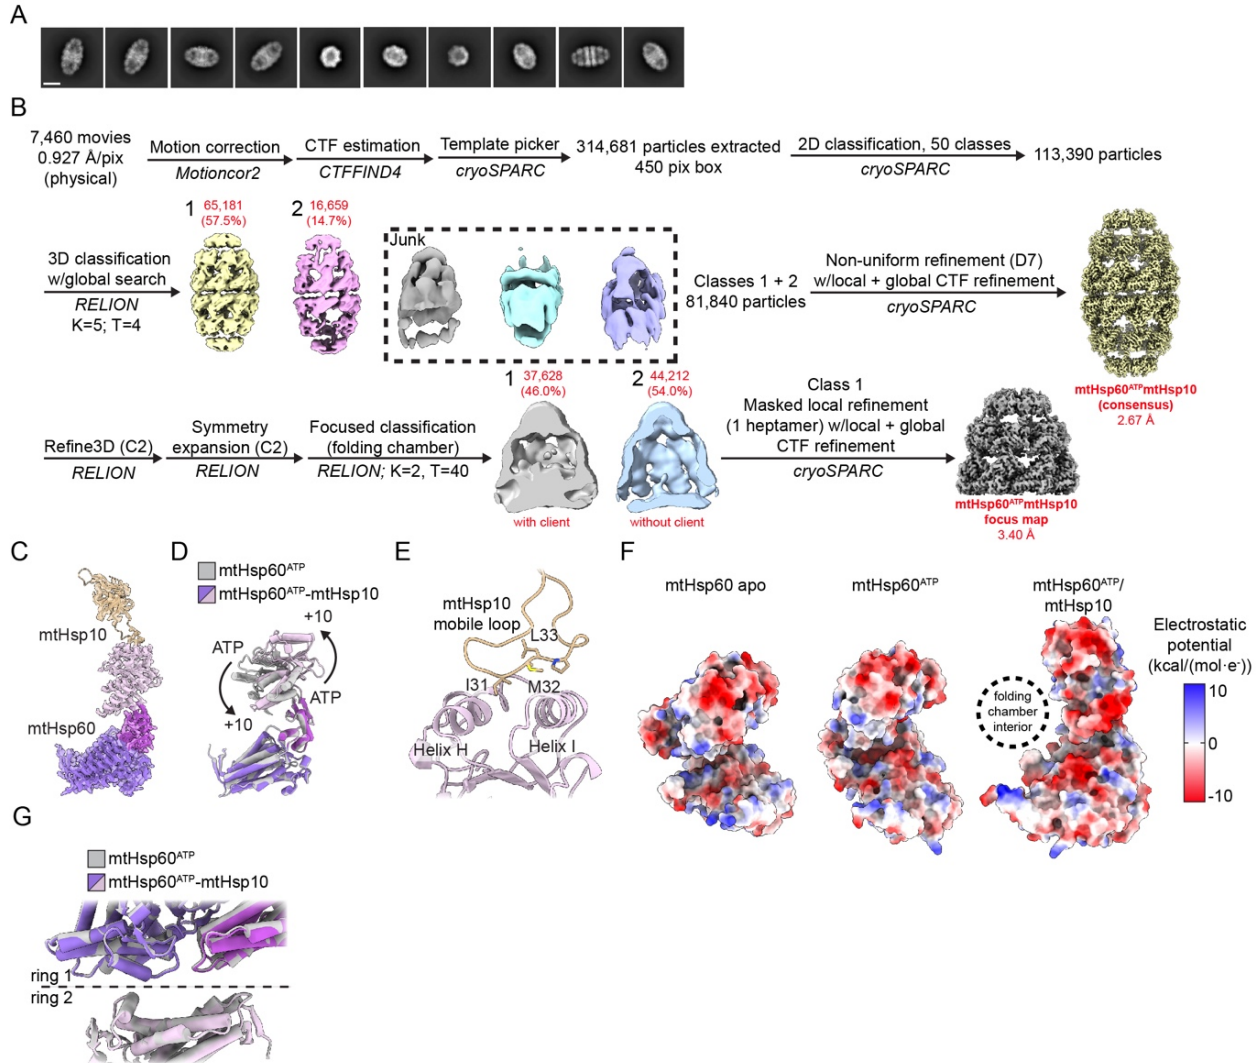 A
B
7,460 movies
0.927 Å/pix
(physical)
Motion correction
Motioncor2
CTF estimation
CTFFIND4
Template picker
cryoSPARC
314,681 particles extracted
450 pix box
2D classification, 50 classes
cryoSPARC
113,390 particles
3D classification
w/global search
RELION
K=5; T=4
1 65,181
(57.5%)
2 16,659
(14.7%)
Junk
Classes 1 + 2
81,840 particles
Non-uniform refinement (D7)
w/local + global CTF refinement
cryoSPARC
mtHsp60ATPmtHsp10
(consensus)
2.67 Å
Refine3D (C2)
RELION
Symmetry
expansion (C2)
RELION
Focused classification
(folding chamber)
RELION; K=2, T=40
1 37,628
(46.0%)
with client
2 44,212
(54.0%)
without client
Class 1
Masked local refinement
(1 heptamer) w/local + global
CTF refinement
cryoSPARC
mtHsp60ATPmtHsp10
focus map
3.40 Å
C
mtHsp10
mtHsp60
D
mtHsp60ATP
mtHsp60ATP-mtHsp10
+10
ATP
ATP
+10
E
mtHsp10
mobile loop
L33
I31
M32
Helix H
Helix I
F
mtHsp60 apo
mtHsp60ATP
mtHsp60ATP/
mtHsp10
folding
chamber
interior
Electrostatic
potential
(kcal/(mol·e-))
10
0
-10
G
mtHsp60ATP
mtHsp60ATP-mtHsp10
ring 1
ring 2